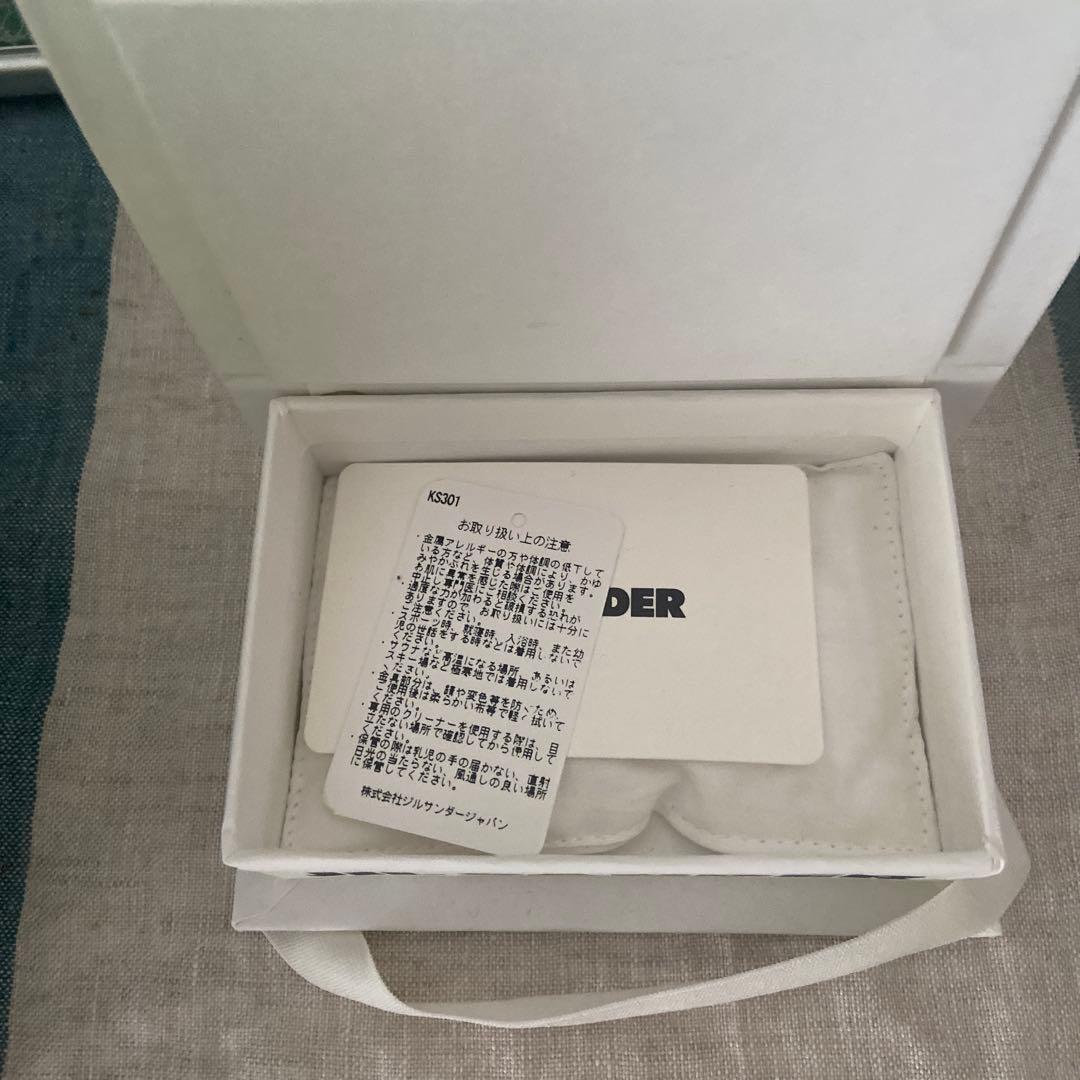 KS301
お取り扱い上の注意
・金属アレルギーの方や体調の低下して
いる方など、体質や体調により、かゆ
みやかぶれを生じる場合があります。
お肌に異常を感じた際はご使用を
中止し専門医にご相談ください。
・過度な力が加わると破損する恐れが
ありますので、お取り扱いには十分に
ご注意ください。
・スポーツ時、就寝時、入浴時、また幼
児の世話をする時などは着用しないで
ください。
・サウナなど高温になる場所、あるいは
スキー場など極寒地では着用しないで
ください。
・金具部分は、錆や変色等を防ぐため、
ご使用後は柔らかい布等で軽く拭いて
ください。
・専用のクリーナーを使用する際は、目
立たない場所で確認してから使用して
ください。
・保管の際は乳児の手の届かない、直射
日光の当たらない、風通しの良い場所
に保管してください。
株式会社ジルサンダージャパン
DER